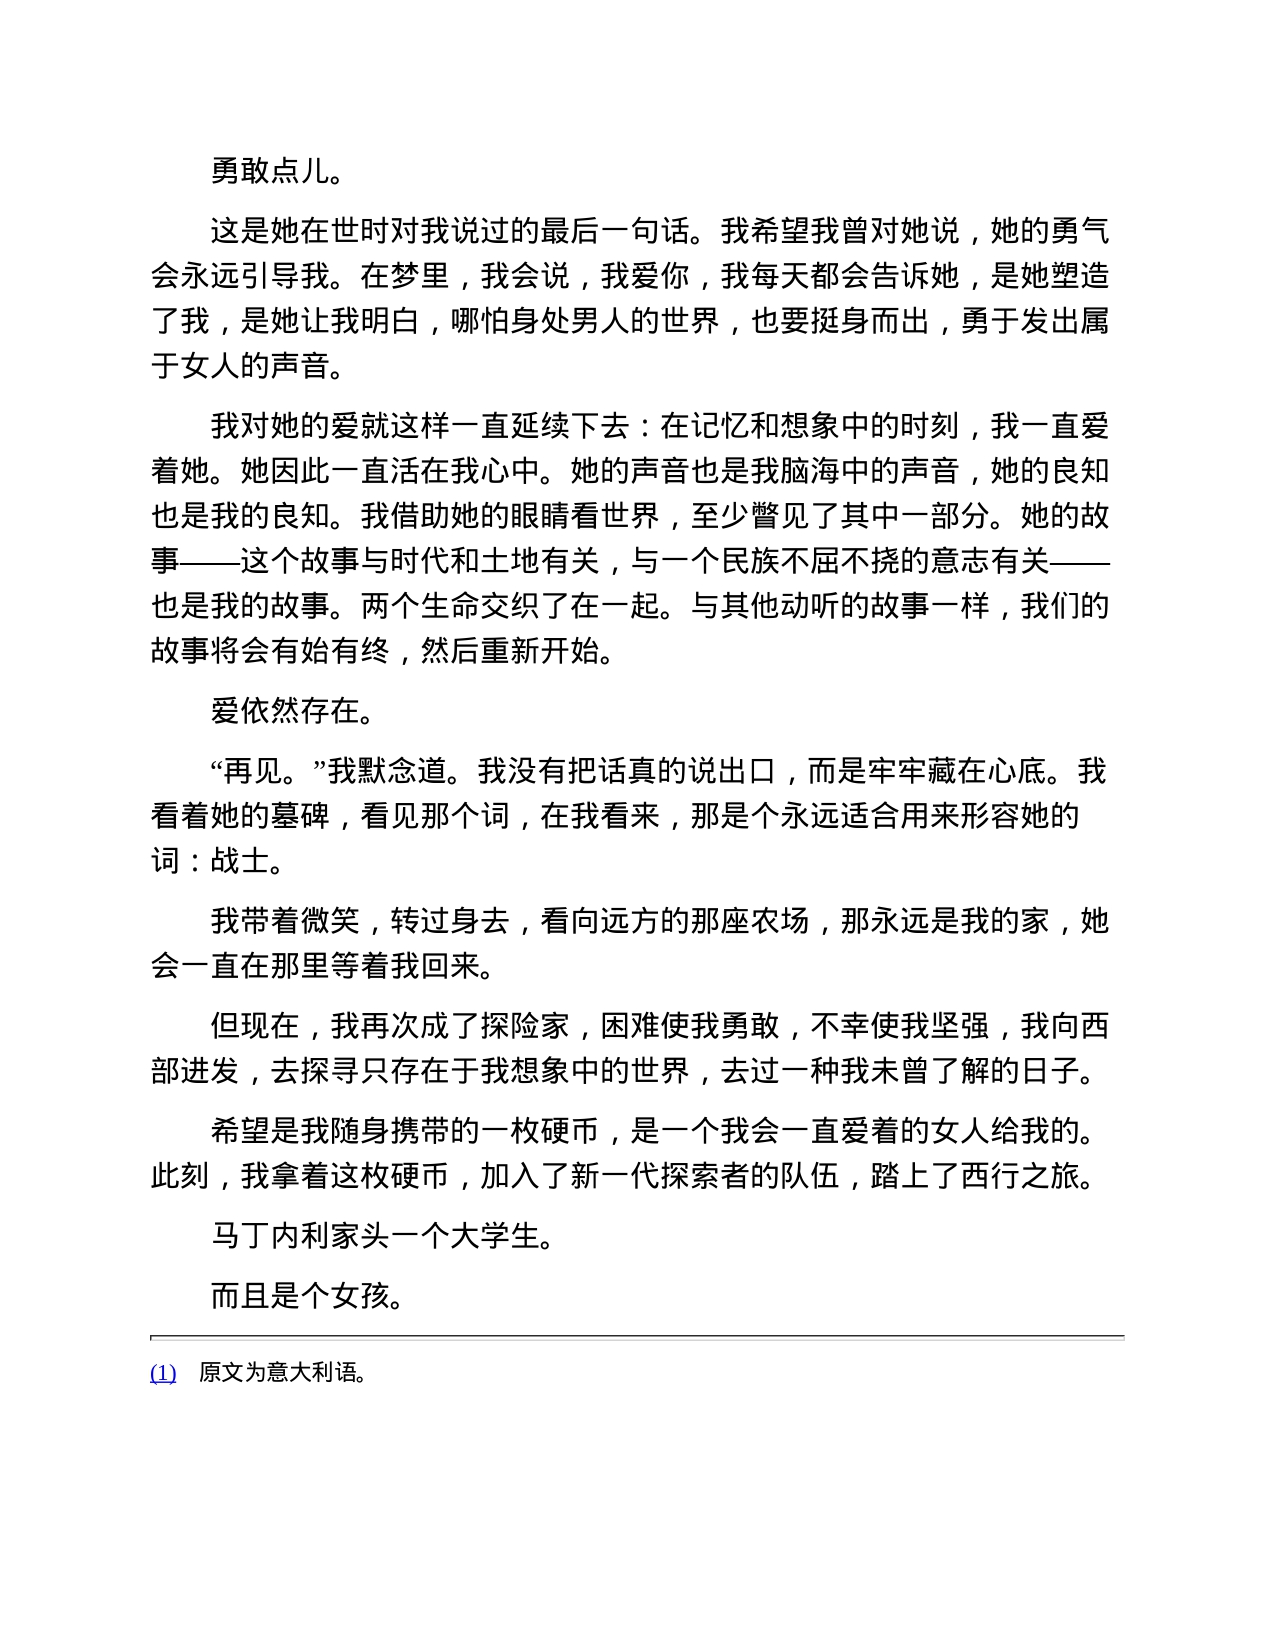 勇敢点儿。
这是她在世时对我说过的最后一句话。我希望我曾对她说，她的勇气
会永远引导我。在梦里，我会说，我爱你，我每天都会告诉她，是她塑造
了我，是她让我明白，哪怕身处男人的世界，也要挺身而出，勇于发出属
于女人的声音。
我对她的爱就这样一直延续下去：在记忆和想象中的时刻，我一直爱
着她。她因此一直活在我心中。她的声音也是我脑海中的声音，她的良知
也是我的良知。我借助她的眼睛看世界，至少瞥见了其中一部分。她的故
事——这个故事与时代和土地有关，与一个民族不屈不挠的意志有关——
也是我的故事。两个生命交织了在一起。与其他动听的故事一样，我们的
故事将会有始有终，然后重新开始。
爱依然存在。
“再见。”我默念道。我没有把话真的说出口，而是牢牢藏在心底。我
看着她的墓碑，看见那个词，在我看来，那是个永远适合用来形容她的
词：战士。
我带着微笑，转过身去，看向远方的那座农场，那永远是我的家，她
会一直在那里等着我回来。
但现在，我再次成了探险家，困难使我勇敢，不幸使我坚强，我向西
部进发，去探寻只存在于我想象中的世界，去过一种我未曾了解的日子。
希望是我随身携带的一枚硬币，是一个我会一直爱着的女人给我的。
此刻，我拿着这枚硬币，加入了新一代探索者的队伍，踏上了西行之旅。
马丁内利家头一个大学生。
而且是个女孩。
(1) 原文为意大利语。